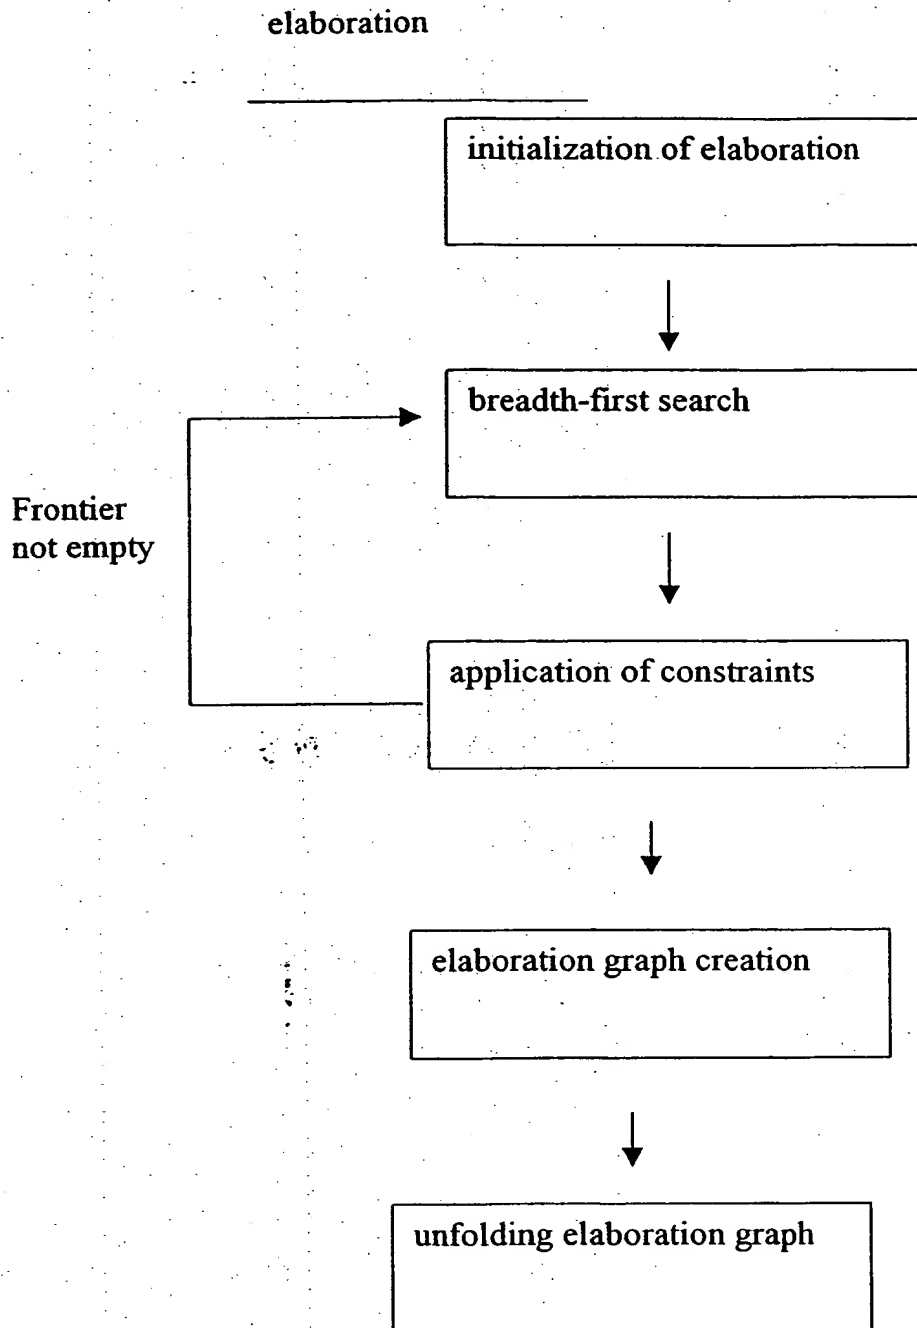 elaboration
initialization of elaboration
breadth-first search
Frontier
not empty
application of constraints
elaboration graph creation
unfolding elaboration graph